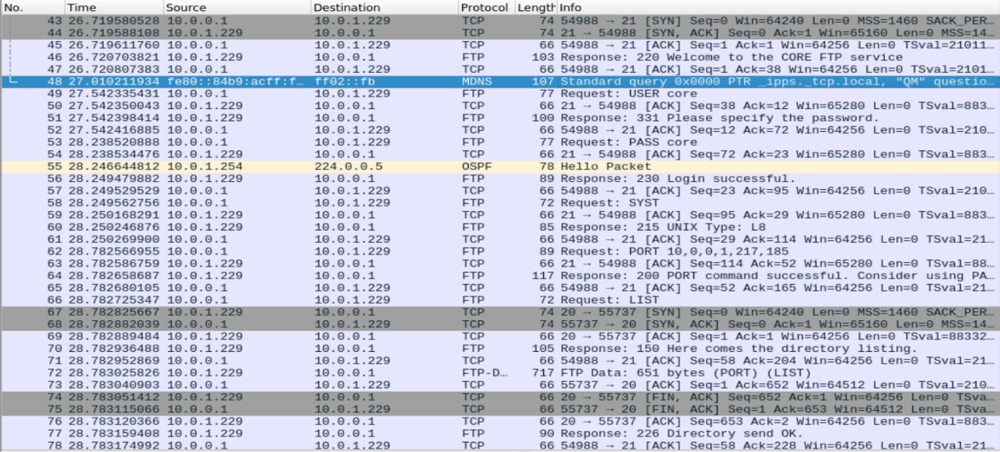 No. Time Source Destination Protocol Length Info
43 26.719580528 10.0.0.1 10.0.1.229 TCP 74 54988 → 21 [SYN] Seq=0 Win=64240 Len=0 MSS=1460 SACK_PER…
44 26.719588108 10.0.1.229 10.0.0.1 TCP 74 21 → 54988 [SYN, ACK] Seq=0 Ack=1 Win=65160 Len=0 MSS=14…
45 26.719611760 10.0.0.1 10.0.1.229 TCP 66 54988 → 21 [ACK] Seq=1 Ack=1 Win=64256 Len=0 TSval=21011…
46 26.720703821 10.0.1.229 10.0.0.1 FTP 103 Response: 220 Welcome to the CORE FTP service
47 26.720807383 10.0.0.1 10.0.1.229 TCP 66 54988 → 21 [ACK] Seq=1 Ack=38 Win=64256 Len=0 TSval=2101…
48 27.010211934 fe80::84b9:acff:f… ff02::fb MDNS 107 Standard query 0x0000 PTR _ipps._tcp.local, "QM" questio…
49 27.542335431 10.0.0.1 10.0.1.229 FTP 77 Request: USER core
50 27.542350043 10.0.1.229 10.0.0.1 TCP 66 21 → 54988 [ACK] Seq=38 Ack=12 Win=65280 Len=0 TSval=883…
51 27.542398414 10.0.1.229 10.0.0.1 FTP 100 Response: 331 Please specify the password.
52 27.542416885 10.0.0.1 10.0.1.229 TCP 66 54988 → 21 [ACK] Seq=12 Ack=72 Win=64256 Len=0 TSval=210…
53 28.238520888 10.0.0.1 10.0.1.229 FTP 77 Request: PASS core
54 28.238534476 10.0.1.229 10.0.0.1 TCP 66 21 → 54988 [ACK] Seq=72 Ack=23 Win=65280 Len=0 TSval=883…
55 28.246644812 10.0.1.254 224.0.0.5 OSPF 78 Hello Packet
56 28.249479882 10.0.1.229 10.0.0.1 FTP 89 Response: 230 Login successful.
57 28.249529529 10.0.0.1 10.0.1.229 TCP 66 54988 → 21 [ACK] Seq=23 Ack=95 Win=64256 Len=0 TSval=210…
58 28.249562756 10.0.0.1 10.0.1.229 FTP 72 Request: SYST
59 28.250168291 10.0.1.229 10.0.0.1 TCP 66 21 → 54988 [ACK] Seq=95 Ack=29 Win=65280 Len=0 TSval=883…
60 28.250246876 10.0.1.229 10.0.0.1 FTP 85 Response: 215 UNIX Type: L8
61 28.250269900 10.0.0.1 10.0.1.229 TCP 66 54988 → 21 [ACK] Seq=29 Ack=114 Win=64256 Len=0 TSval=21…
62 28.782566955 10.0.0.1 10.0.1.229 FTP 89 Request: PORT 10,0,0,1,217,185
63 28.782586759 10.0.1.229 10.0.0.1 TCP 66 21 → 54988 [ACK] Seq=114 Ack=52 Win=65280 Len=0 TSval=88…
64 28.782658687 10.0.1.229 10.0.0.1 FTP 117 Response: 200 PORT command successful. Consider using PA…
65 28.782680105 10.0.0.1 10.0.1.229 TCP 66 54988 → 21 [ACK] Seq=52 Ack=165 Win=64256 Len=0 TSval=21…
66 28.782725347 10.0.0.1 10.0.1.229 FTP 72 Request: LIST
67 28.782825667 10.0.1.229 10.0.0.1 TCP 74 20 → 55737 [SYN] Seq=0 Win=64240 Len=0 MSS=1460 SACK_PER…
68 28.782882039 10.0.0.1 10.0.1.229 TCP 74 55737 → 20 [SYN, ACK] Seq=0 Ack=1 Win=65160 Len=0 MSS=14…
69 28.782889484 10.0.1.229 10.0.0.1 TCP 66 20 → 55737 [ACK] Seq=1 Ack=1 Win=64256 Len=0 TSval=88332…
70 28.782936488 10.0.1.229 10.0.0.1 FTP 105 Response: 150 Here comes the directory listing.
71 28.782952869 10.0.0.1 10.0.1.229 TCP 66 54988 → 21 [ACK] Seq=58 Ack=204 Win=64256 Len=0 TSval=21…
72 28.783025826 10.0.1.229 10.0.0.1 FTP-D… 717 FTP Data: 651 bytes (PORT) (LIST)
73 28.783040903 10.0.0.1 10.0.1.229 TCP 66 55737 → 20 [ACK] Seq=1 Ack=652 Win=64512 Len=0 TSval=210…
74 28.783051412 10.0.1.229 10.0.0.1 TCP 66 20 → 55737 [FIN, ACK] Seq=652 Ack=1 Win=64256 Len=0 TSva…
75 28.783115066 10.0.0.1 10.0.1.229 TCP 66 55737 → 20 [FIN, ACK] Seq=1 Ack=653 Win=64512 Len=0 TSva…
76 28.783120366 10.0.1.229 10.0.0.1 TCP 66 20 → 55737 [ACK] Seq=653 Ack=2 Win=64256 Len=0 TSval=883…
77 28.783159408 10.0.1.229 10.0.0.1 FTP 90 Response: 226 Directory send OK.
78 28.783174992 10.0.0.1 10.0.1.229 TCP 66 54988 → 21 [ACK] Seq=58 Ack=228 Win=64256 Len=0 TSval=21…